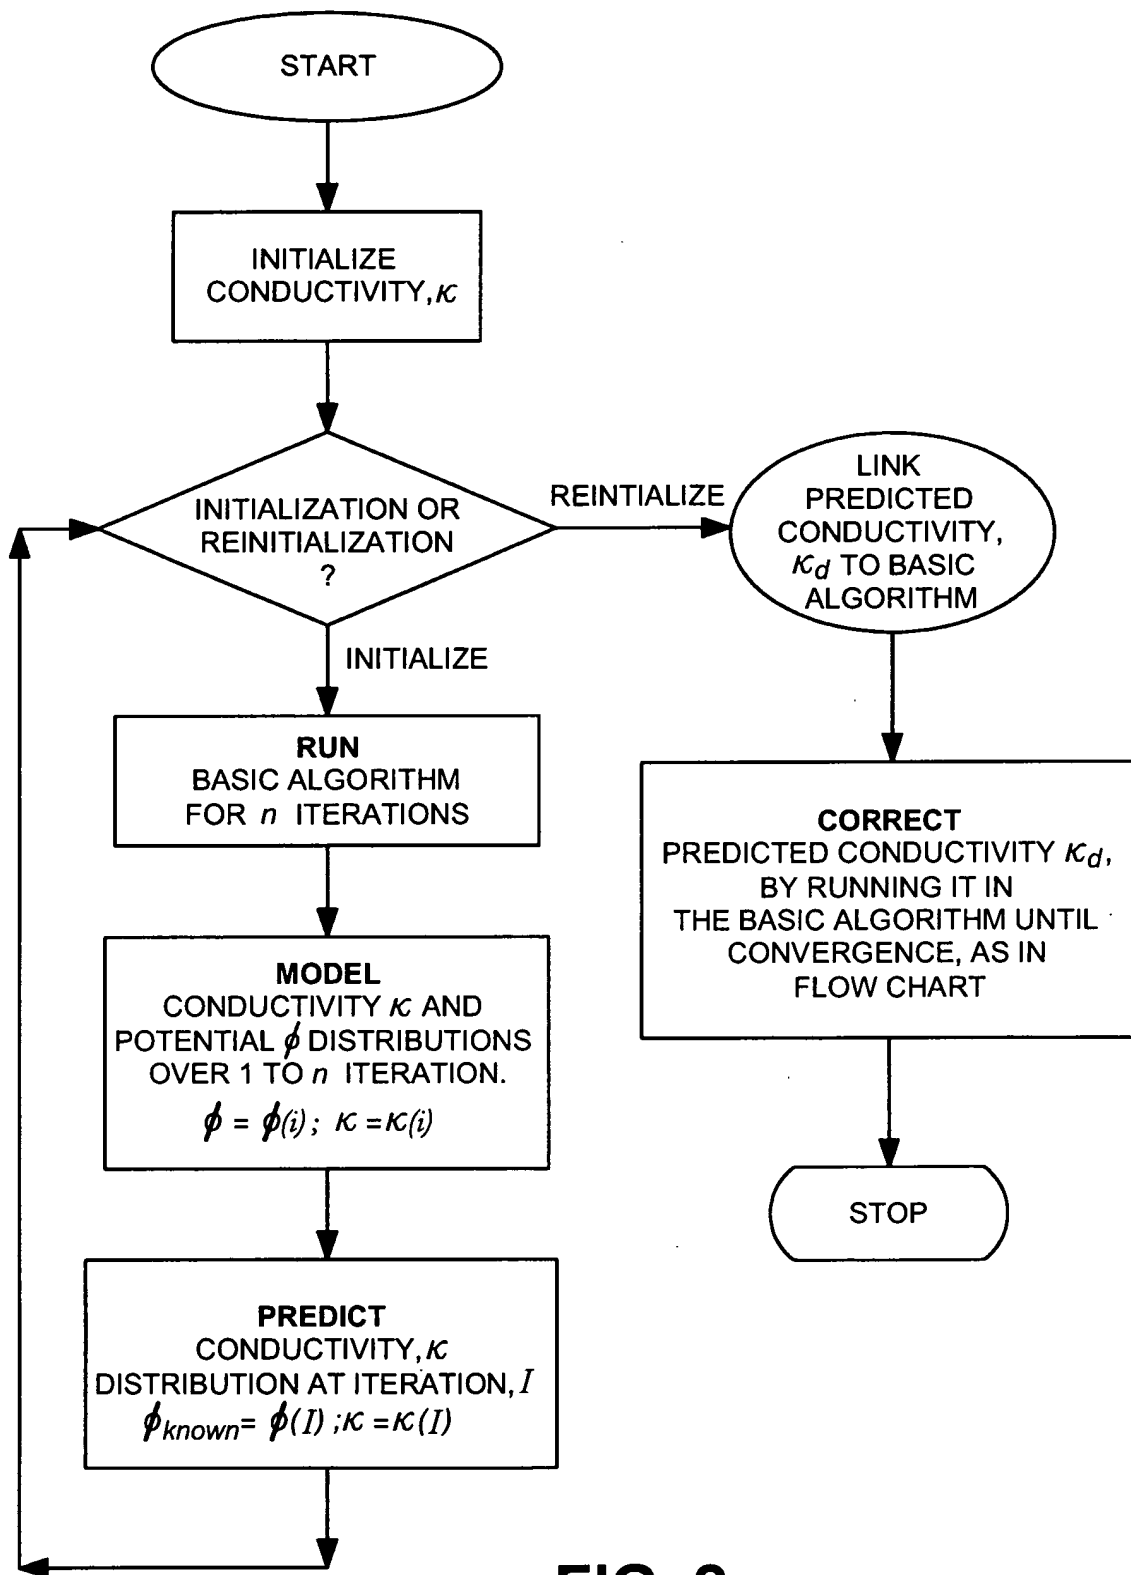 START
INITIALIZE
CONDUCTIVITY, κ
INITIALIZATION OR
REINITIALIZATION
?
REINTIALIZE
LINK
PREDICTED
CONDUCTIVITY,
κd TO BASIC
ALGORITHM
INITIALIZE
RUN
BASIC ALGORITHM
FOR n ITERATIONS
CORRECT
PREDICTED CONDUCTIVITY κd,
BY RUNNING IT IN
THE BASIC ALGORITHM UNTIL
CONVERGENCE, AS IN
FLOW CHART
MODEL
CONDUCTIVITY κ AND
POTENTIAL ϕ DISTRIBUTIONS
OVER 1 TO n ITERATION.
ϕ = ϕ(i); κ = κ(i)
STOP
PREDICT
CONDUCTIVITY, κ
DISTRIBUTION AT ITERATION, I
ϕknown = ϕ(I) ; κ = κ(I)